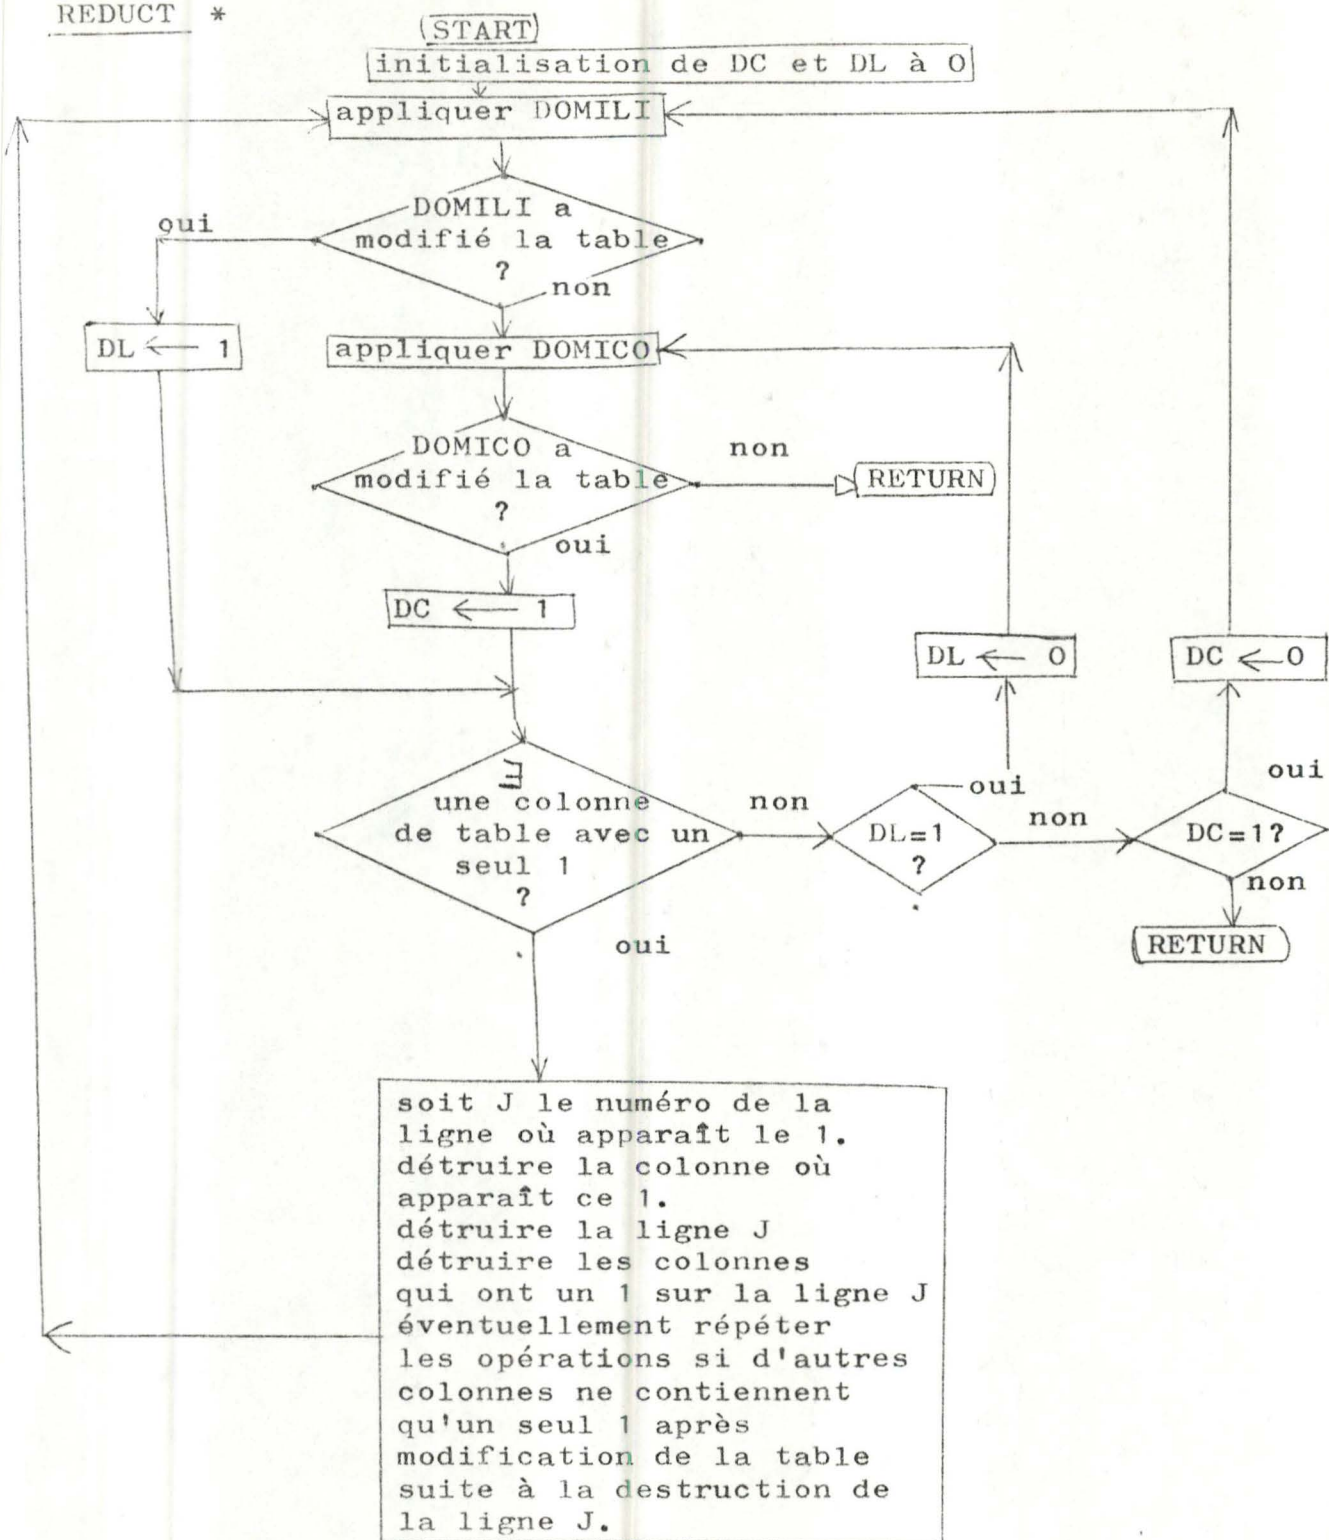 REDUCT *
START
initialisation de DC et DL à 0
appliquer DOMILI
DOMILI a
modifié la table
?
oui
non
DL ← 1
appliquer DOMICO
DOMICO a
modifié la table
?
non
RETURN
oui
DC ← 1
DL ← 0
DC ← 0
∃
une colonne
de table avec un
seul 1
?
non
oui
DL=1
?
oui
non
DC=1?
oui
non
RETURN
soit J le numéro de la
ligne où apparaît le 1.
détruire la colonne où
apparaît ce 1.
détruire la ligne J
détruire les colonnes
qui ont un 1 sur la ligne J
éventuellement répéter
les opérations si d'autres
colonnes ne contiennent
qu'un seul 1 après
modification de la table
suite à la destruction de
la ligne J.